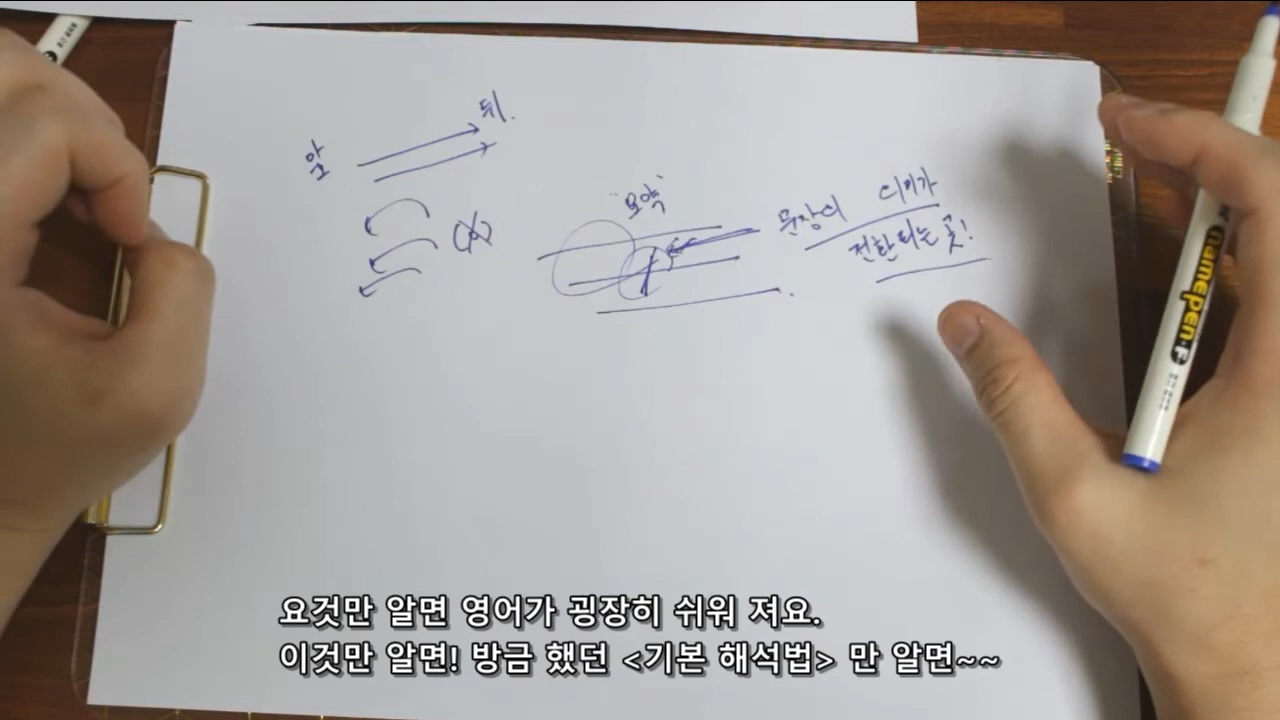 뒤.
앞
(X)
"요약"
문장의 의미가
전환되는 곳!
namepen·F
요것만 알면 영어가 굉장히 쉬워 져요.
이것만 알면! 방금 했던 <기본 해석법> 만 알면~~